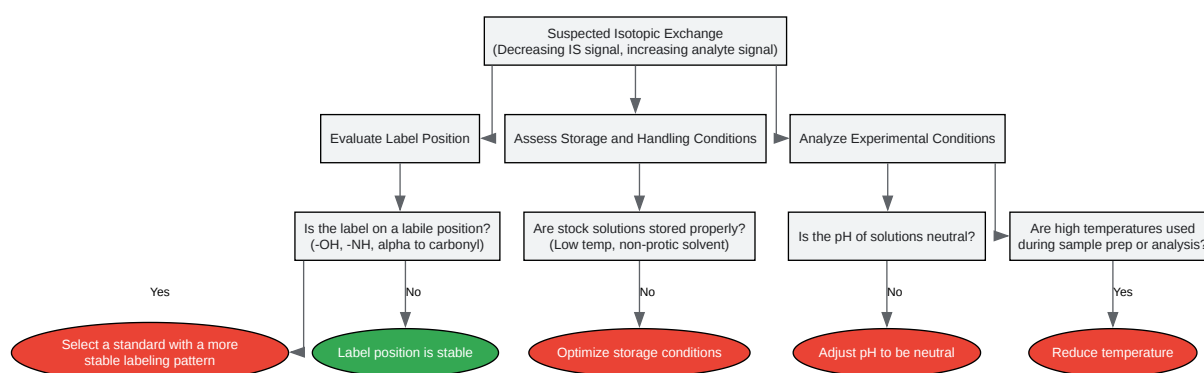 Suspected Isotopic Exchange
(Decreasing IS signal, increasing analyte signal)
Evaluate Label Position
Assess Storage and Handling Conditions
Analyze Experimental Conditions
Is the label on a labile position?
(-OH, -NH, alpha to carbonyl)
Are stock solutions stored properly?
(Low temp, non-protic solvent)
Is the pH of solutions neutral?
Are high temperatures used
during sample prep or analysis?
Yes
No
No
No
Yes
Select a standard with a more
stable labeling pattern
Label position is stable
Optimize storage conditions
Adjust pH to be neutral
Reduce temperature